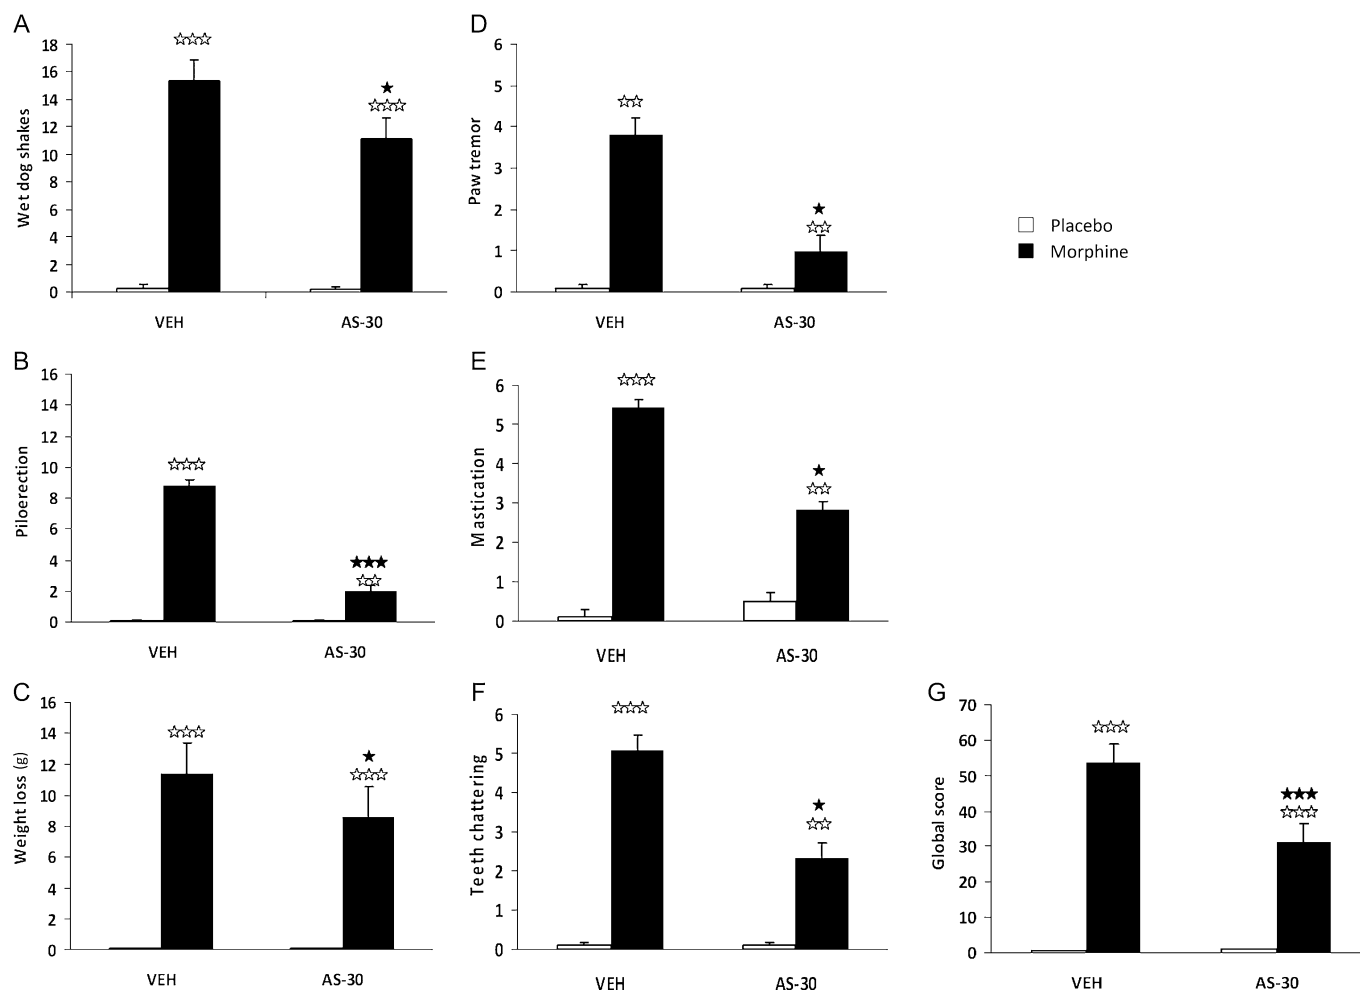 A
Wet dog shakes
18
16
14
12
10
8
6
4
2
0
☆☆☆
★
☆☆☆
VEH
AS-30
D
Paw tremor
6
5
4
3
2
1
0
☆☆
★
☆☆
VEH
AS-30
Placebo
Morphine
B
Piloerection
16
14
12
10
8
6
4
2
0
☆☆☆
★★★
☆☆
VEH
AS-30
E
Mastication
6
5
4
3
2
1
0
☆☆☆
★
☆☆
VEH
AS-30
C
Weight loss (g)
16
14
12
10
8
6
4
2
0
☆☆☆
★
☆☆☆
VEH
AS-30
F
Teeth chattering
6
5
4
3
2
1
0
☆☆☆
★
☆☆
VEH
AS-30
G
Global score
70
60
50
40
30
20
10
0
☆☆☆
★★★
☆☆☆
VEH
AS-30